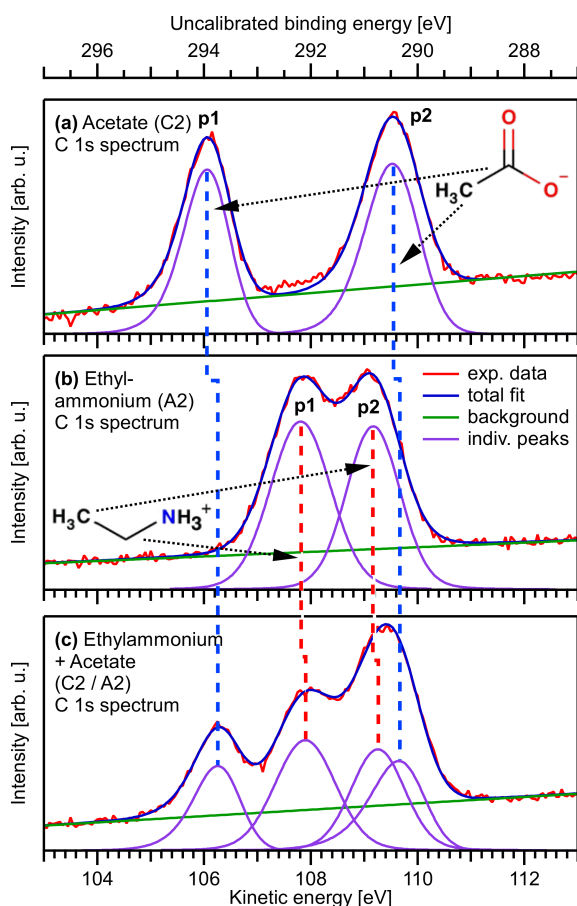 Uncalibrated binding energy [eV]
296 294 292 290 288
(a) Acetate (C2)
C 1s spectrum
p1
p2
O
H₃C
O⁻
Intensity [arb. u.]
(b) Ethyl-
ammonium (A2)
C 1s spectrum
p1
p2
exp. data
total fit
background
indiv. peaks
H₃C
NH₃⁺
Intensity [arb. u.]
(c) Ethylammonium
+ Acetate
(C2 / A2)
C 1s spectrum
Intensity [arb. u.]
104 106 108 110 112
Kinetic energy [eV]